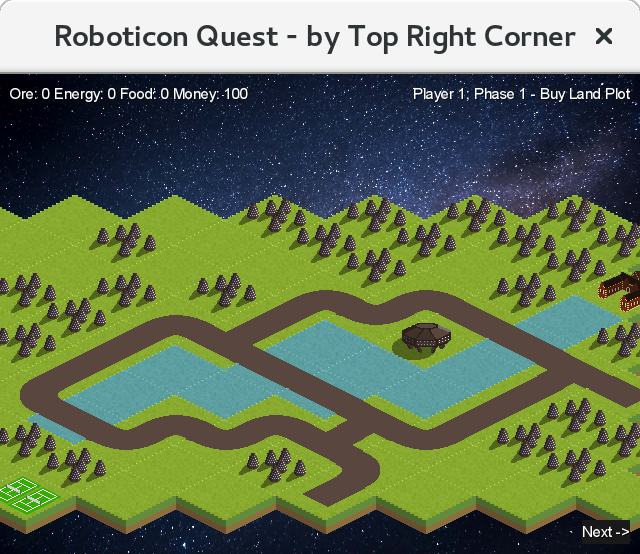 Roboticon Quest - by Top Right Corner ×
Ore: 0 Energy: 0 Food: 0 Money: 100
Player 1; Phase 1 - Buy Land Plot
Next ->